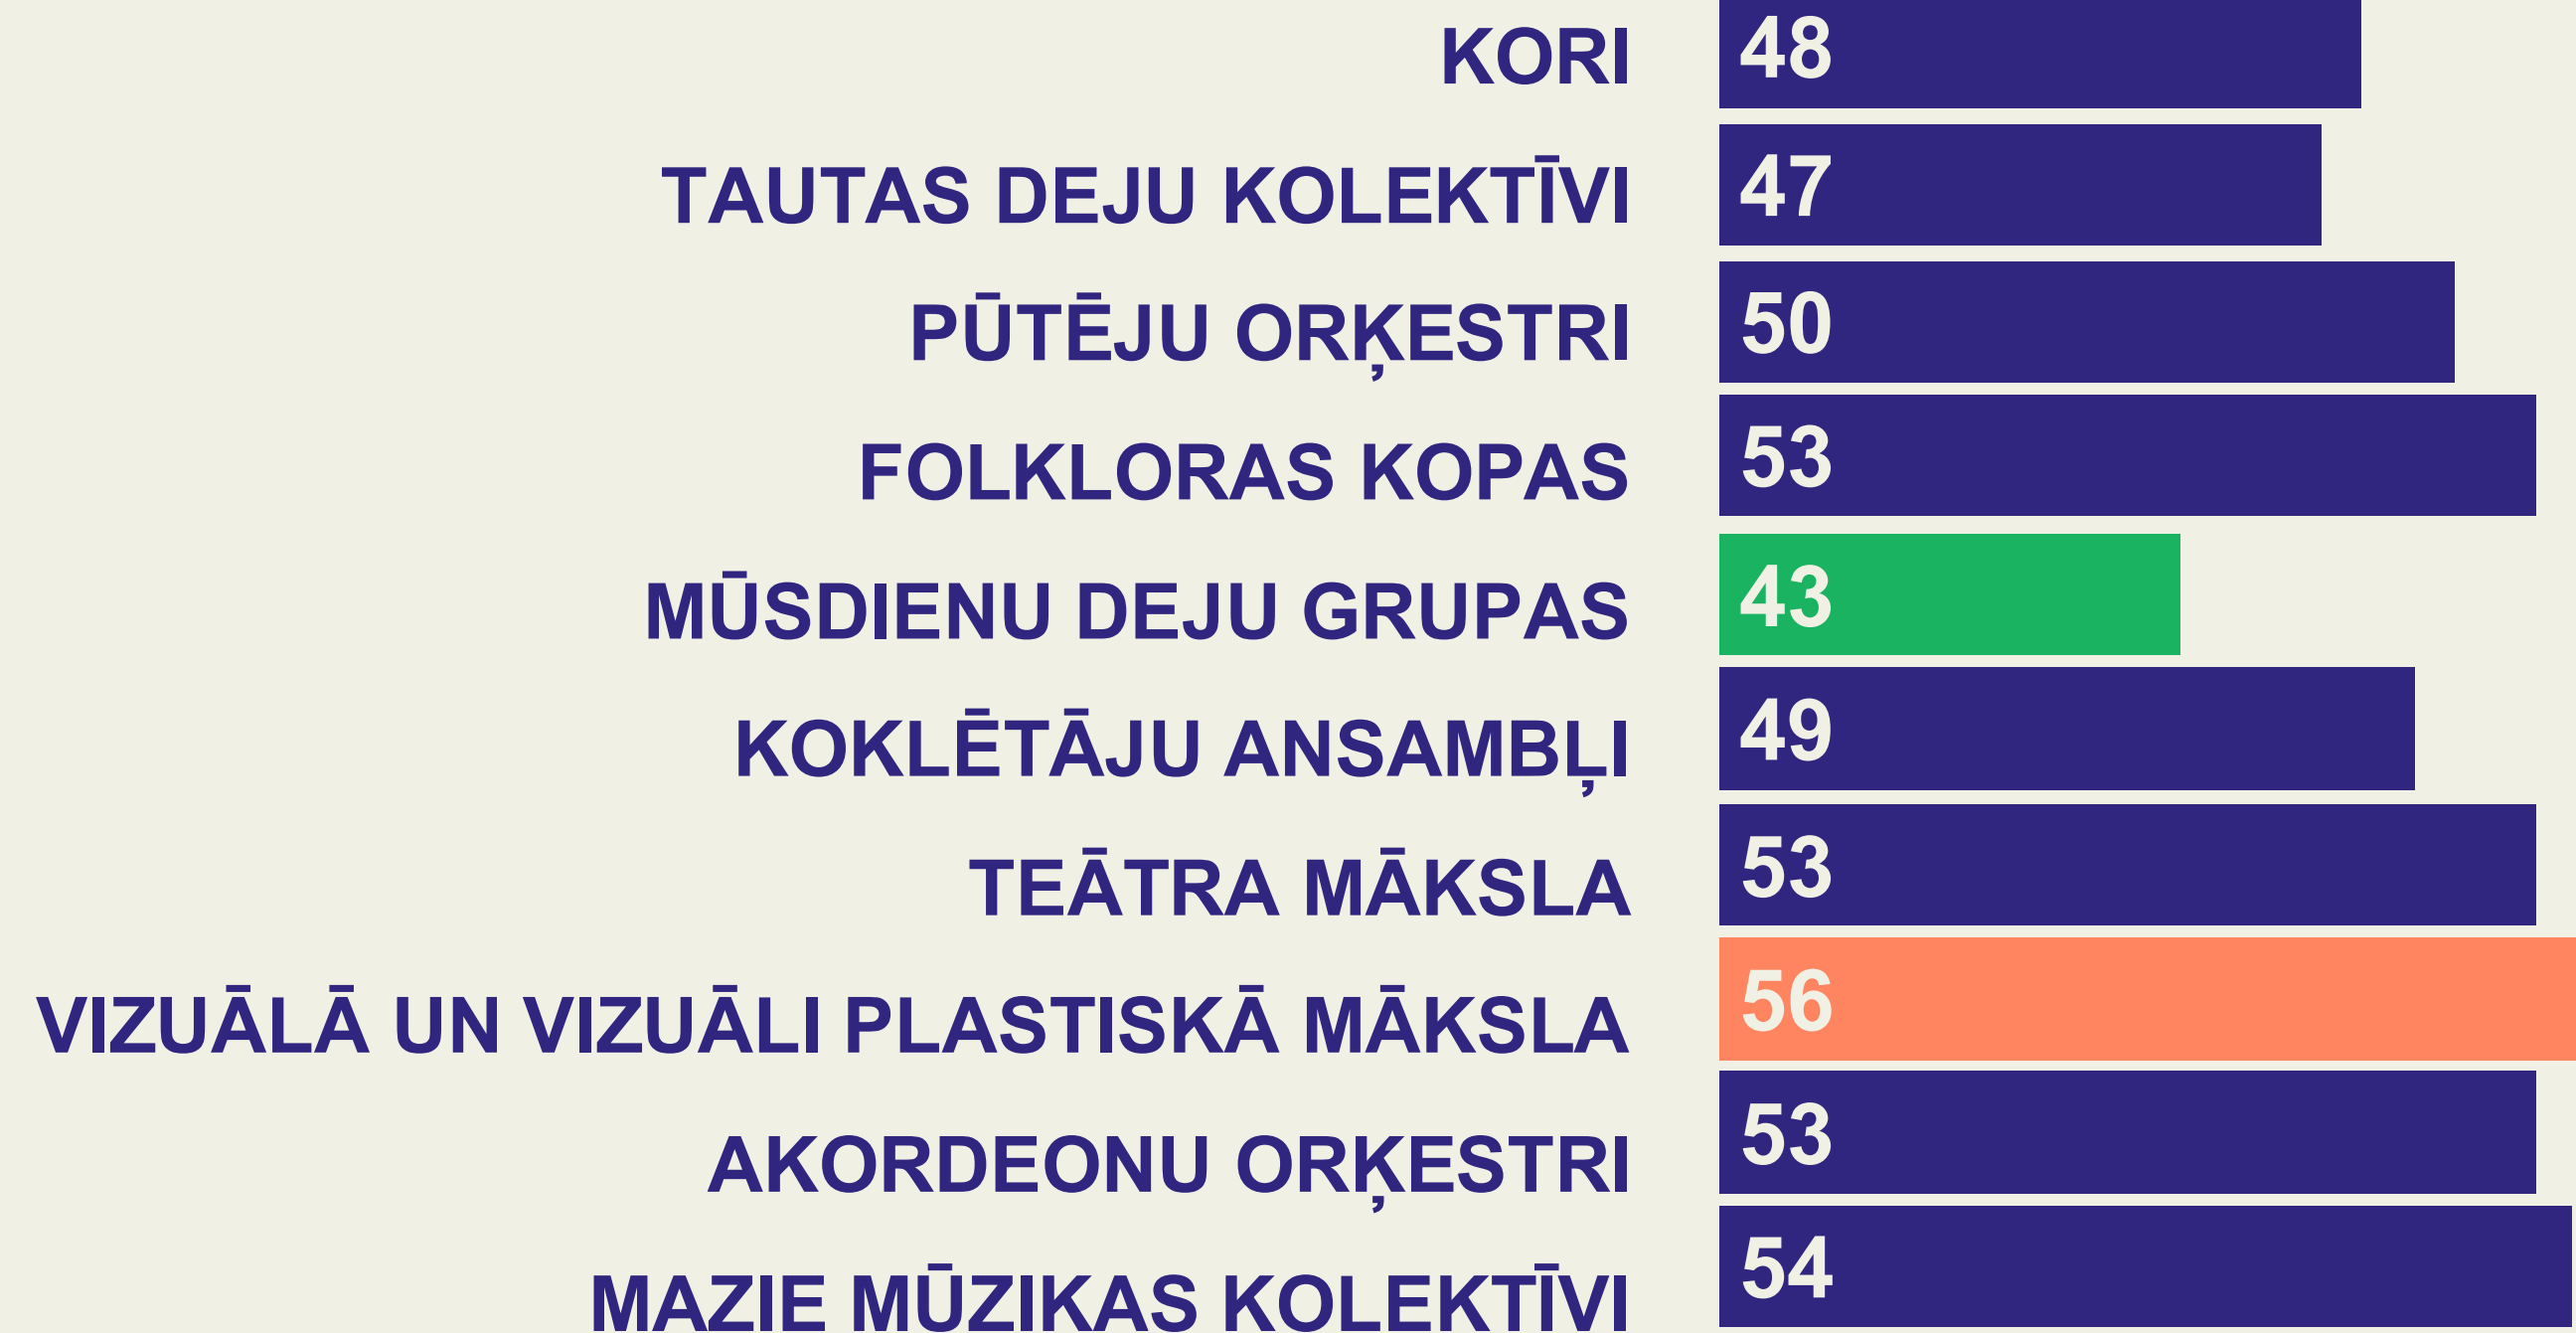 KORI 48
TAUTAS DEJU KOLEKTĪVI 47
PŪTĒJU ORĶESTRI 50
FOLKLORAS KOPAS 53
MŪSDIENU DEJU GRUPAS 43
KOKLĒTĀJU ANSAMBĻI 49
TEĀTRA MĀKSLA 53
VIZUĀLĀ UN VIZUĀLI PLASTISKĀ MĀKSLA 56
AKORDEONU ORĶESTRI 53
MAZIE MŪZIKAS KOLEKTĪVI 54